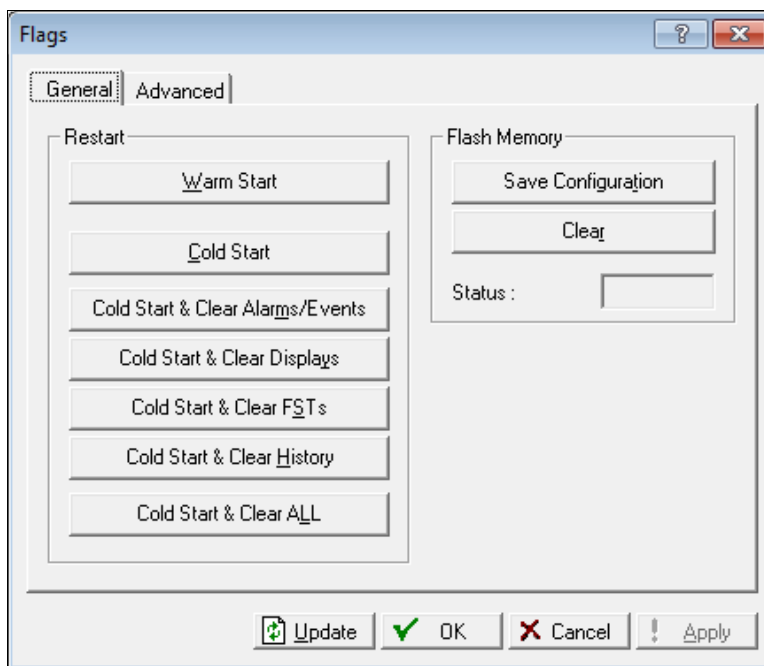 Flags
General
Advanced
Restart
Warm Start
Cold Start
Cold Start & Clear Alarms/Events
Cold Start & Clear Displays
Cold Start & Clear FSTs
Cold Start & Clear History
Cold Start & Clear ALL
Flash Memory
Save Configuration
Clear
Status :
Update
OK
Cancel
Apply